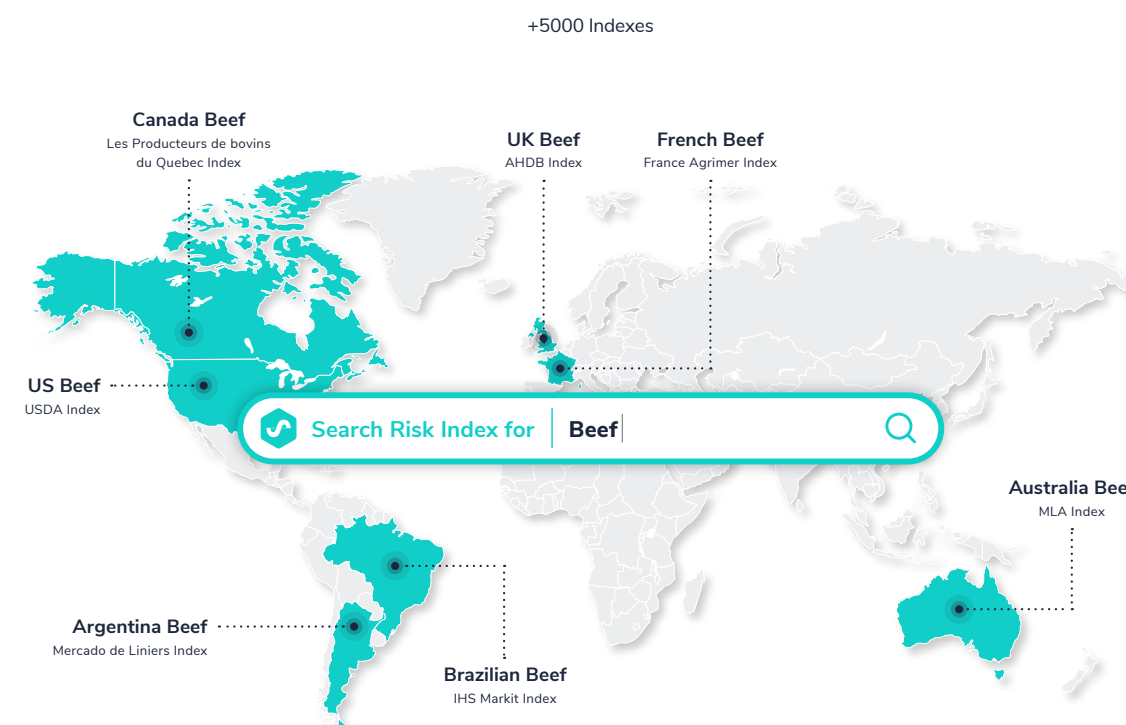 +5000 Indexes
Canada Beef
Les Producteurs de bovins
du Quebec Index
UK Beef
AHDB Index
French Beef
France Agrimer Index
US Beef
USDA Index
Search Risk Index for
Beef
Australia Bee
MLA Index
Argentina Beef
Mercado de Liniers Index
Brazilian Beef
IHS Markit Index